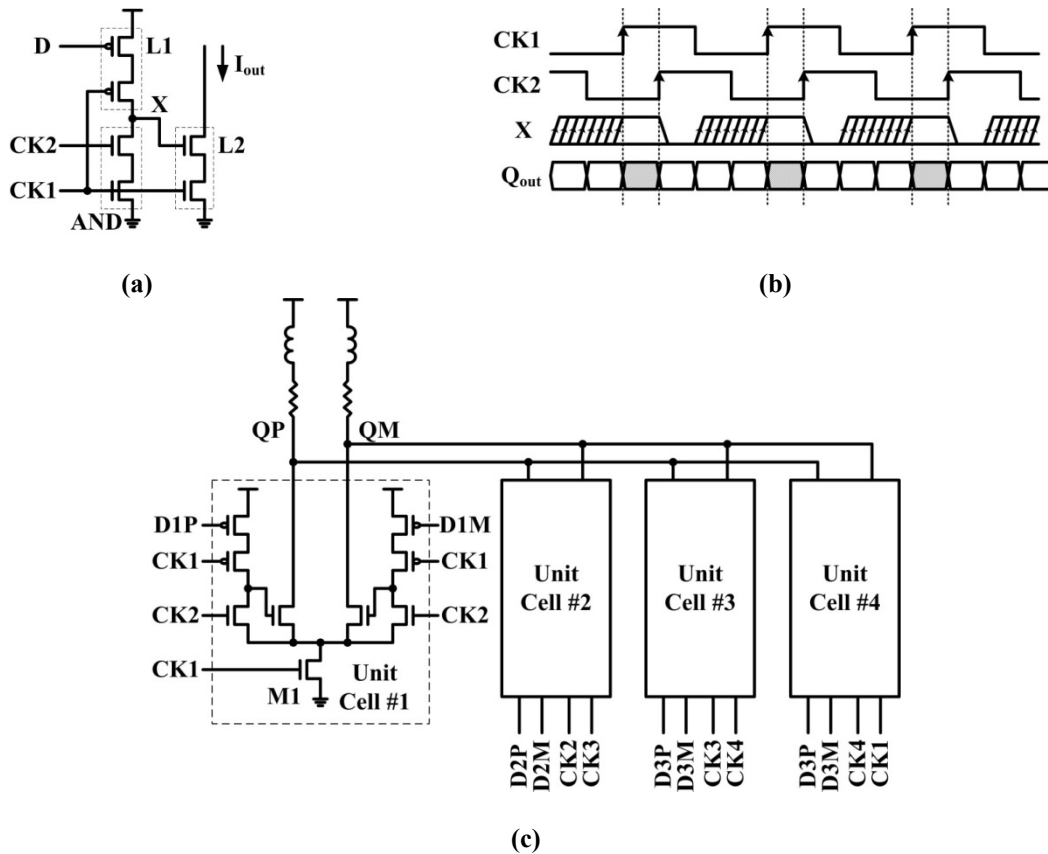 D
L1
Iout
X
CK2
L2
CK1
AND
(a)
CK1
CK2
X
Qout
(b)
QP QM
D1P D1M
CK1 CK1
CK2 CK2
CK1
M1
Unit
Cell #1
Unit
Cell #2
Unit
Cell #3
Unit
Cell #4
D2P
D2M
CK2
CK3
D3P
D3M
CK3
CK4
D3P
D3M
CK4
CK1
(c)